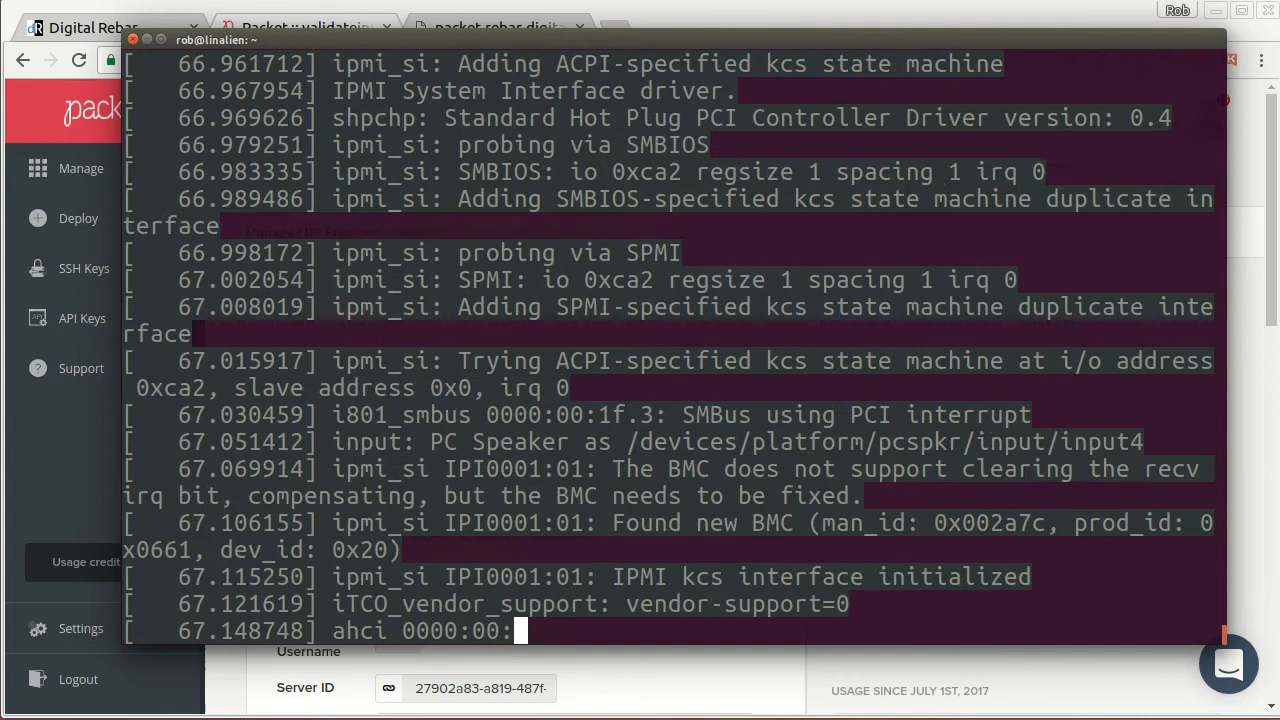 Rob
Digital Rebar
Packet :: validatein
packet.rebar.digita
rob@linalien: ~
[   66.961712] ipmi_si: Adding ACPI-specified kcs state machine
[   66.967954] IPMI System Interface driver.
[   66.969626] shpchp: Standard Hot Plug PCI Controller Driver version: 0.4
[   66.979251] ipmi_si: probing via SMBIOS
[   66.983335] ipmi_si: SMBIOS: io 0xca2 regsize 1 spacing 1 irq 0
[   66.989486] ipmi_si: Adding SMBIOS-specified kcs state machine duplicate in
terface
[   66.998172] ipmi_si: probing via SPMI
[   67.002054] ipmi_si: SPMI: io 0xca2 regsize 1 spacing 1 irq 0
[   67.008019] ipmi_si: Adding SPMI-specified kcs state machine duplicate inte
rface
[   67.015917] ipmi_si: Trying ACPI-specified kcs state machine at i/o address
 0xca2, slave address 0x0, irq 0
[   67.030459] i801_smbus 0000:00:1f.3: SMBus using PCI interrupt
[   67.051412] input: PC Speaker as /devices/platform/pcspkr/input/input4
[   67.069914] ipmi_si IPI0001:01: The BMC does not support clearing the recv
irq bit, compensating, but the BMC needs to be fixed.
[   67.106155] ipmi_si IPI0001:01: Found new BMC (man_id: 0x002a7c, prod_id: 0
x0661, dev_id: 0x20)
[   67.115250] ipmi_si IPI0001:01: IPMI kcs interface initialized
[   67.121619] iTCO_vendor_support: vendor-support=0
[   67.148748] ahci 0000:00:
pack
Manage
Deploy
SSH Keys
API Keys
Support
Usage credit
Settings
Logout
Username
Server ID
27902a83-a819-487f-
USAGE SINCE JULY 1ST, 2017